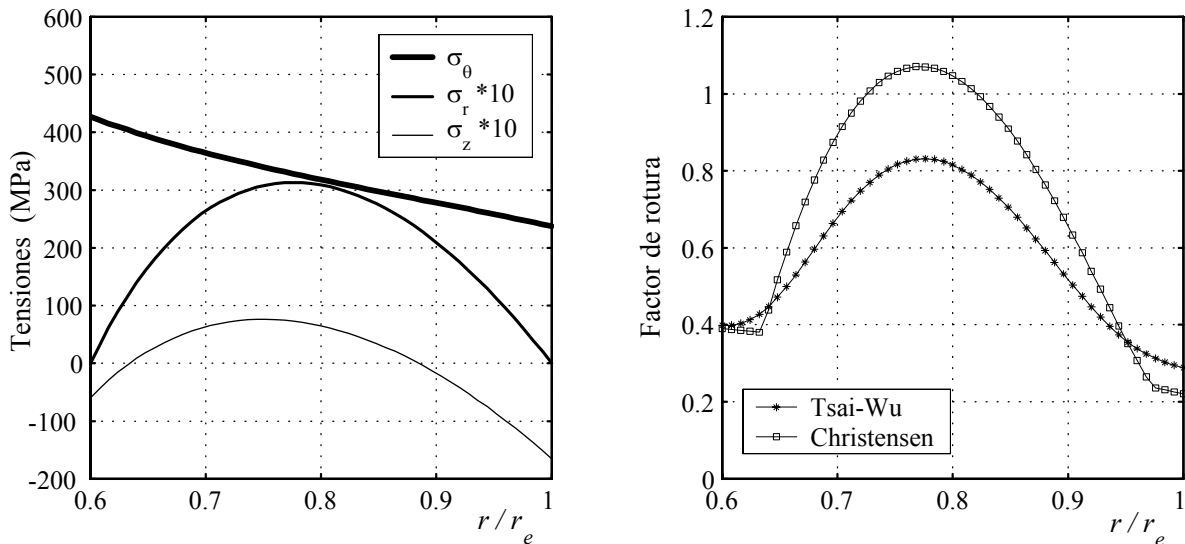 600
500
400
300
200
100
0
-100
-200
Tensiones (MPa)
σθ
σr *10
σz *10
0.6
0.7
0.8
0.9
1
r / re
1.2
1
0.8
0.6
0.4
0.2
0
Factor de rotura
Tsai-Wu
Christensen
0.6
0.7
0.8
0.9
1
r / re